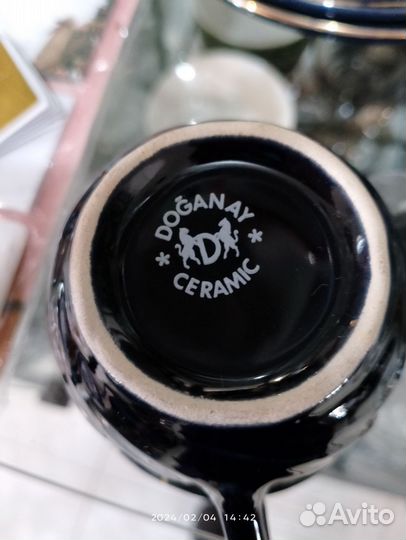 DOĞANAY
* D *
CERAMIC
2024/02/04 14:42
Avito